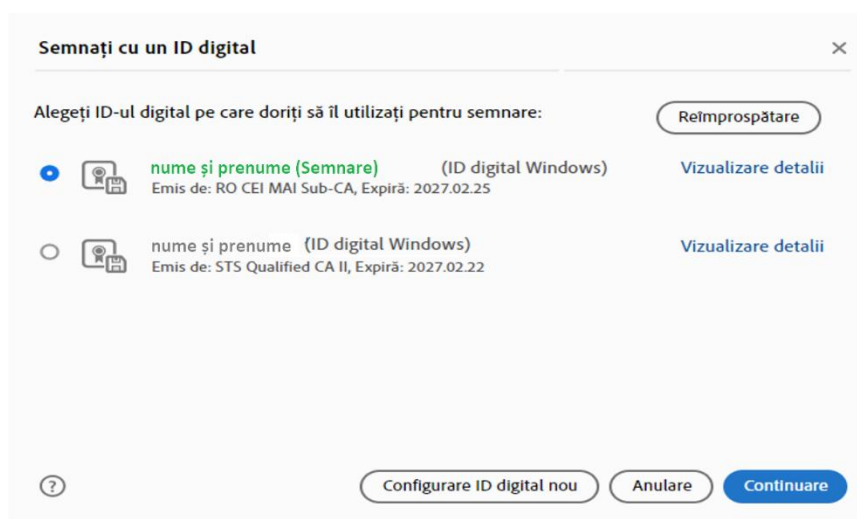 Semnați cu un ID digital
Alegeți ID-ul digital pe care doriți să îl utilizați pentru semnare:
Reîmprospătare
nume și prenume (Semnare) (ID digital Windows)
Vizualizare detalii
Emis de: RO CEI MAI Sub-CA, Expiră: 2027.02.25
nume și prenume (ID digital Windows)
Vizualizare detalii
Emis de: STS Qualified CA II, Expiră: 2027.02.22
?
Configurare ID digital nou
Anulare
Continuare